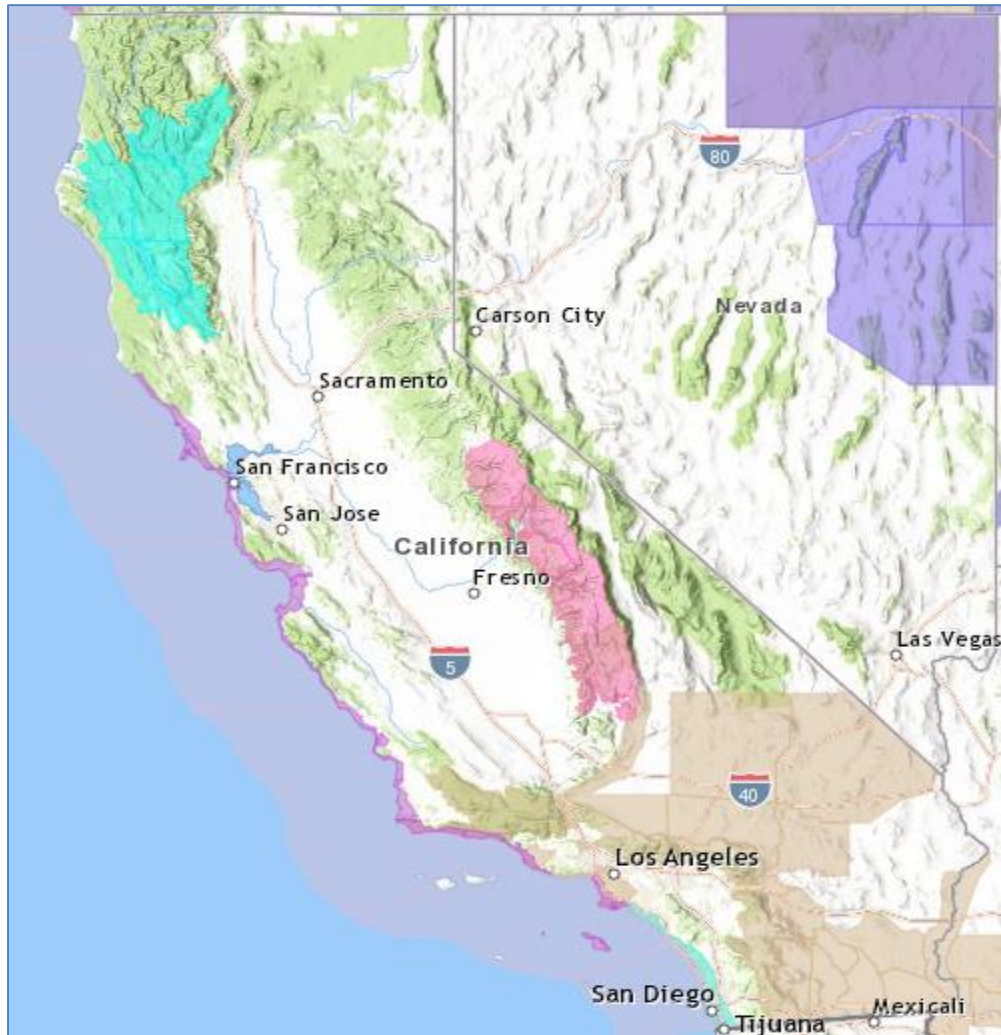 80
Nevada
Carson City
Sacramento
San Francisco
San Jose
California
Fresno
Las Vegas
5
40
Los Angeles
San Diego
Mexicali
Tijuana